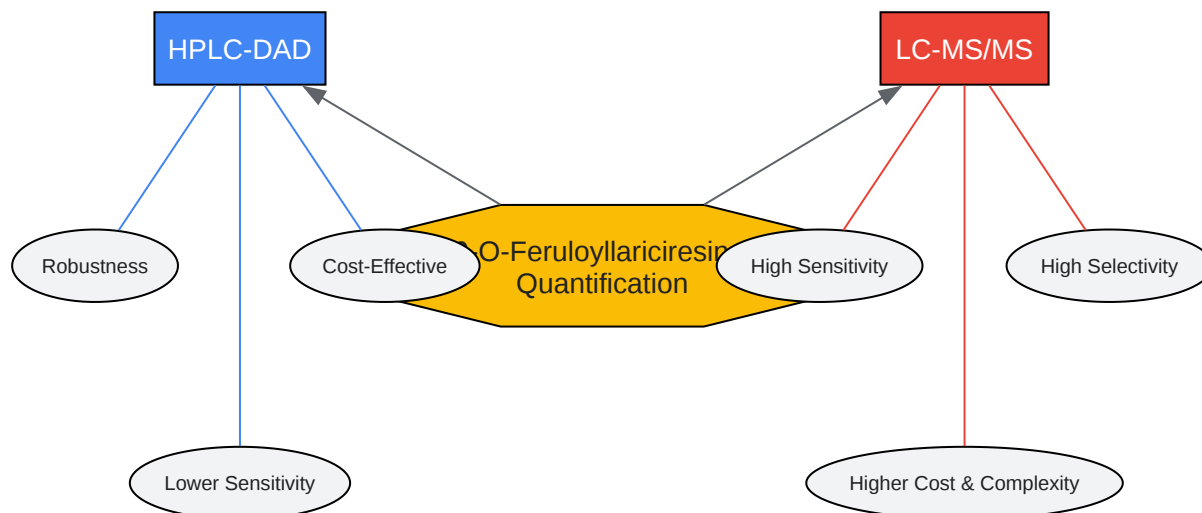 HPLC-DAD
LC-MS/MS
-O-Feruloyllariciresin
Quantification
Robustness
Cost-Effective
High Sensitivity
High Selectivity
Lower Sensitivity
Higher Cost & Complexity